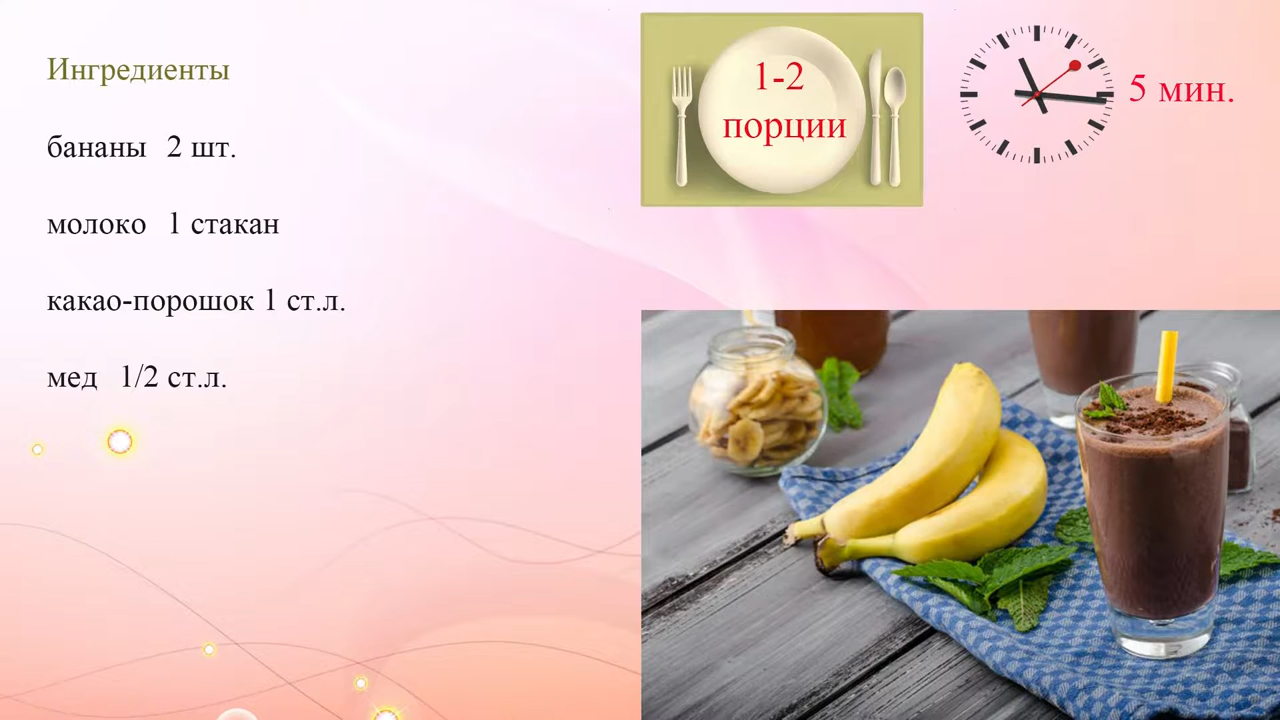 Ингредиенты
бананы 2 шт.
молоко 1 стакан
какао-порошок 1 ст.л.
мед 1/2 ст.л.
1-2
порции
5 мин.